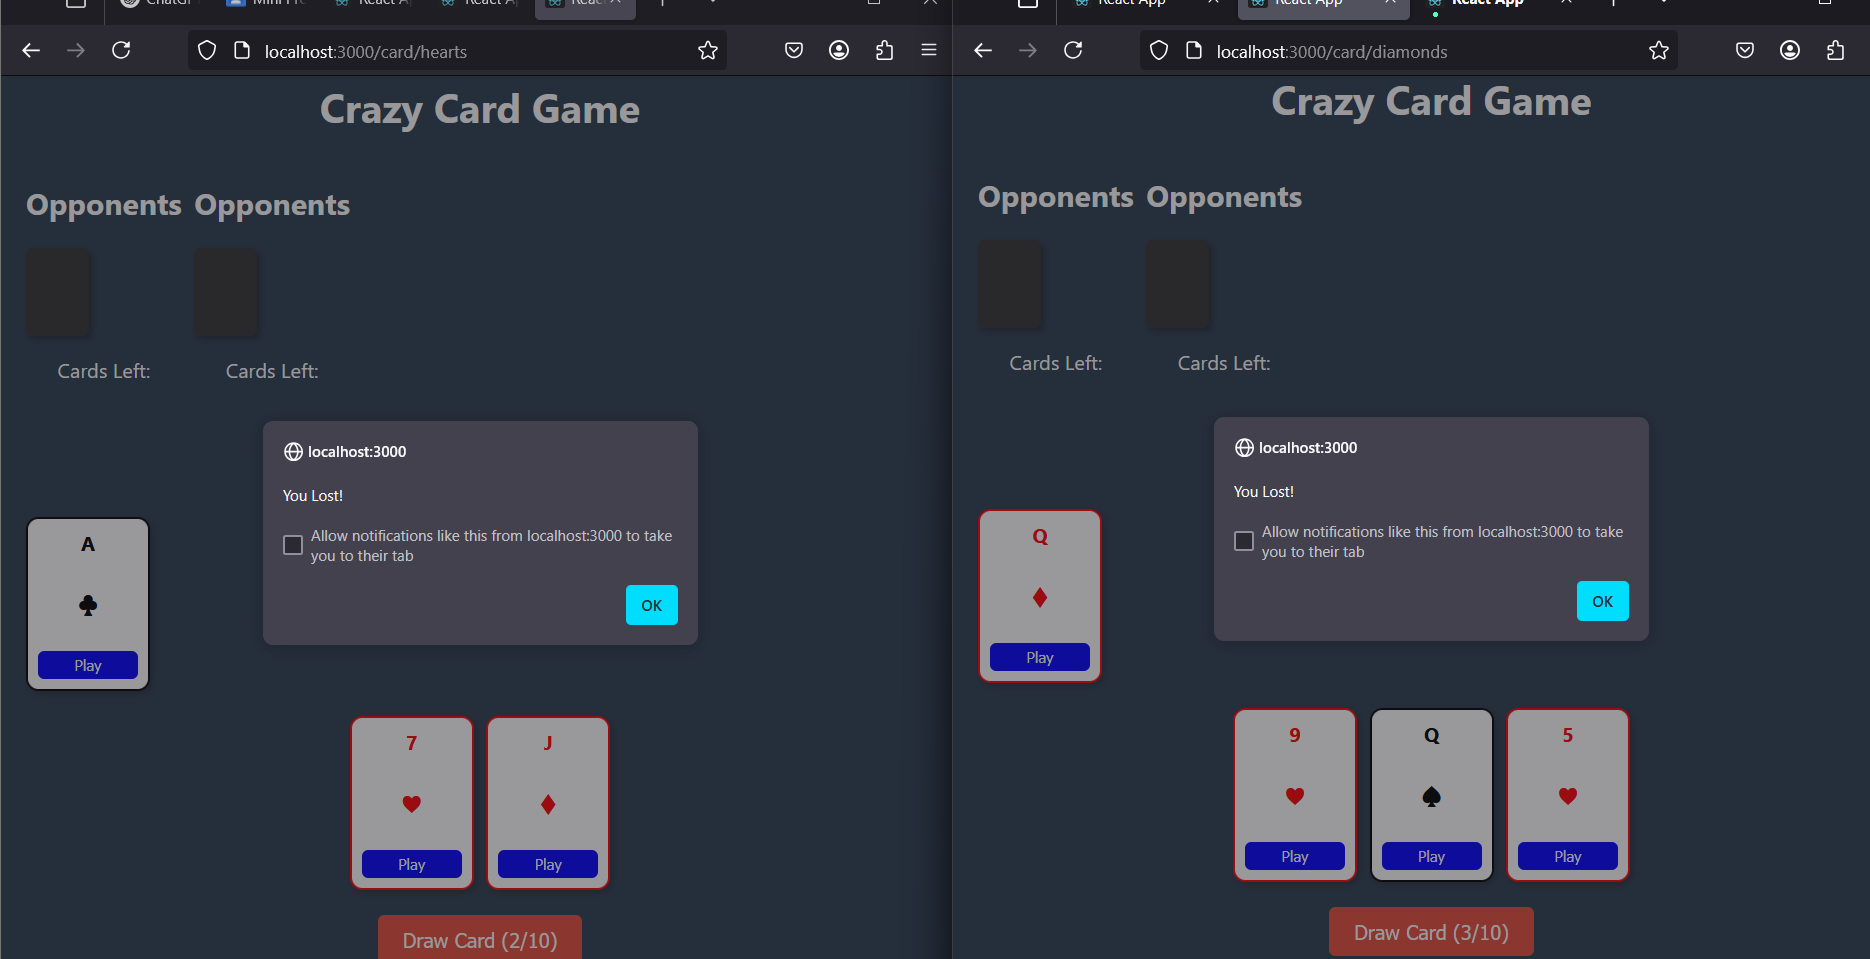 React App
localhost:3000/card/hearts
Crazy Card Game
Opponents Opponents
Cards Left: Cards Left:
localhost:3000
You Lost!
Allow notifications like this from localhost:3000 to take
you to their tab
OK
A
♣
Play
7
♥
Play
J
♦
Play
Draw Card (2/10)
React App
React App
React App
localhost:3000/card/diamonds
Crazy Card Game
Opponents Opponents
Cards Left: Cards Left:
localhost:3000
You Lost!
Allow notifications like this from localhost:3000 to take
you to their tab
OK
Q
♦
Play
9
♥
Play
Q
♠
Play
5
♥
Play
Draw Card (3/10)